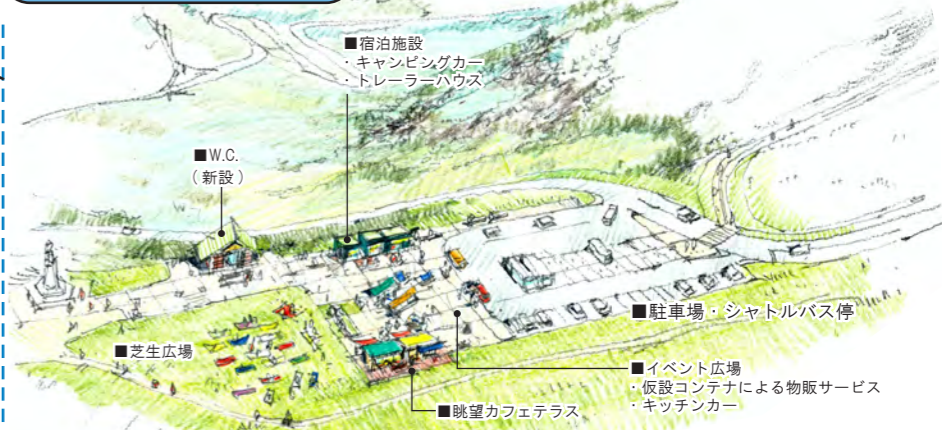 ■宿泊施設
・キャンピングカー
・トレーラーハウス
■W.C.
（新設）
■駐車場・シャトルバス停
■芝生広場
■イベント広場
・仮設コンテナによる物販サービス
・キッチンカー
■眺望カフェテラス